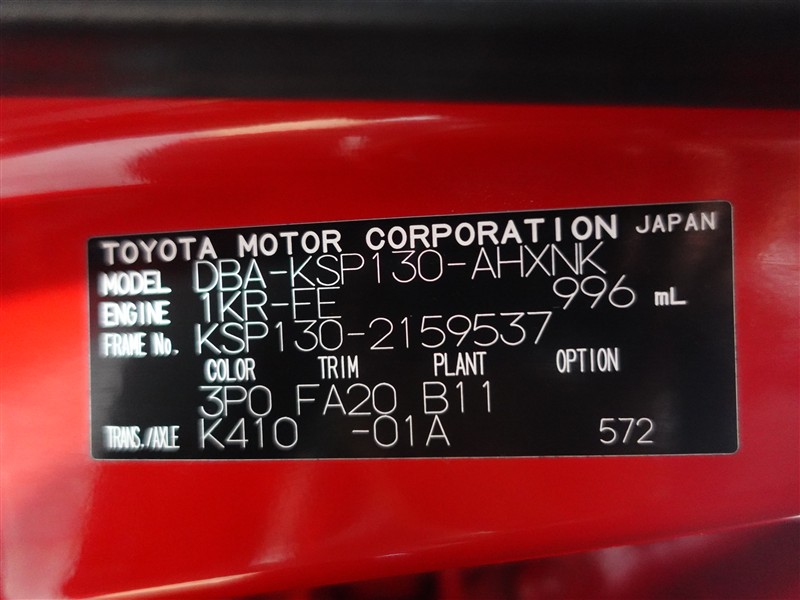 TOYOTA MOTOR CORPORATION JAPAN
MODEL DBA-KSP130-AHXNK
ENGINE 1KR-FE 996 mL
FRAME No. KSP130-2159537
COLOR TRIM PLANT OPTION
3P0 FA20 B11
TRANS./AXLE K410 -01A 572